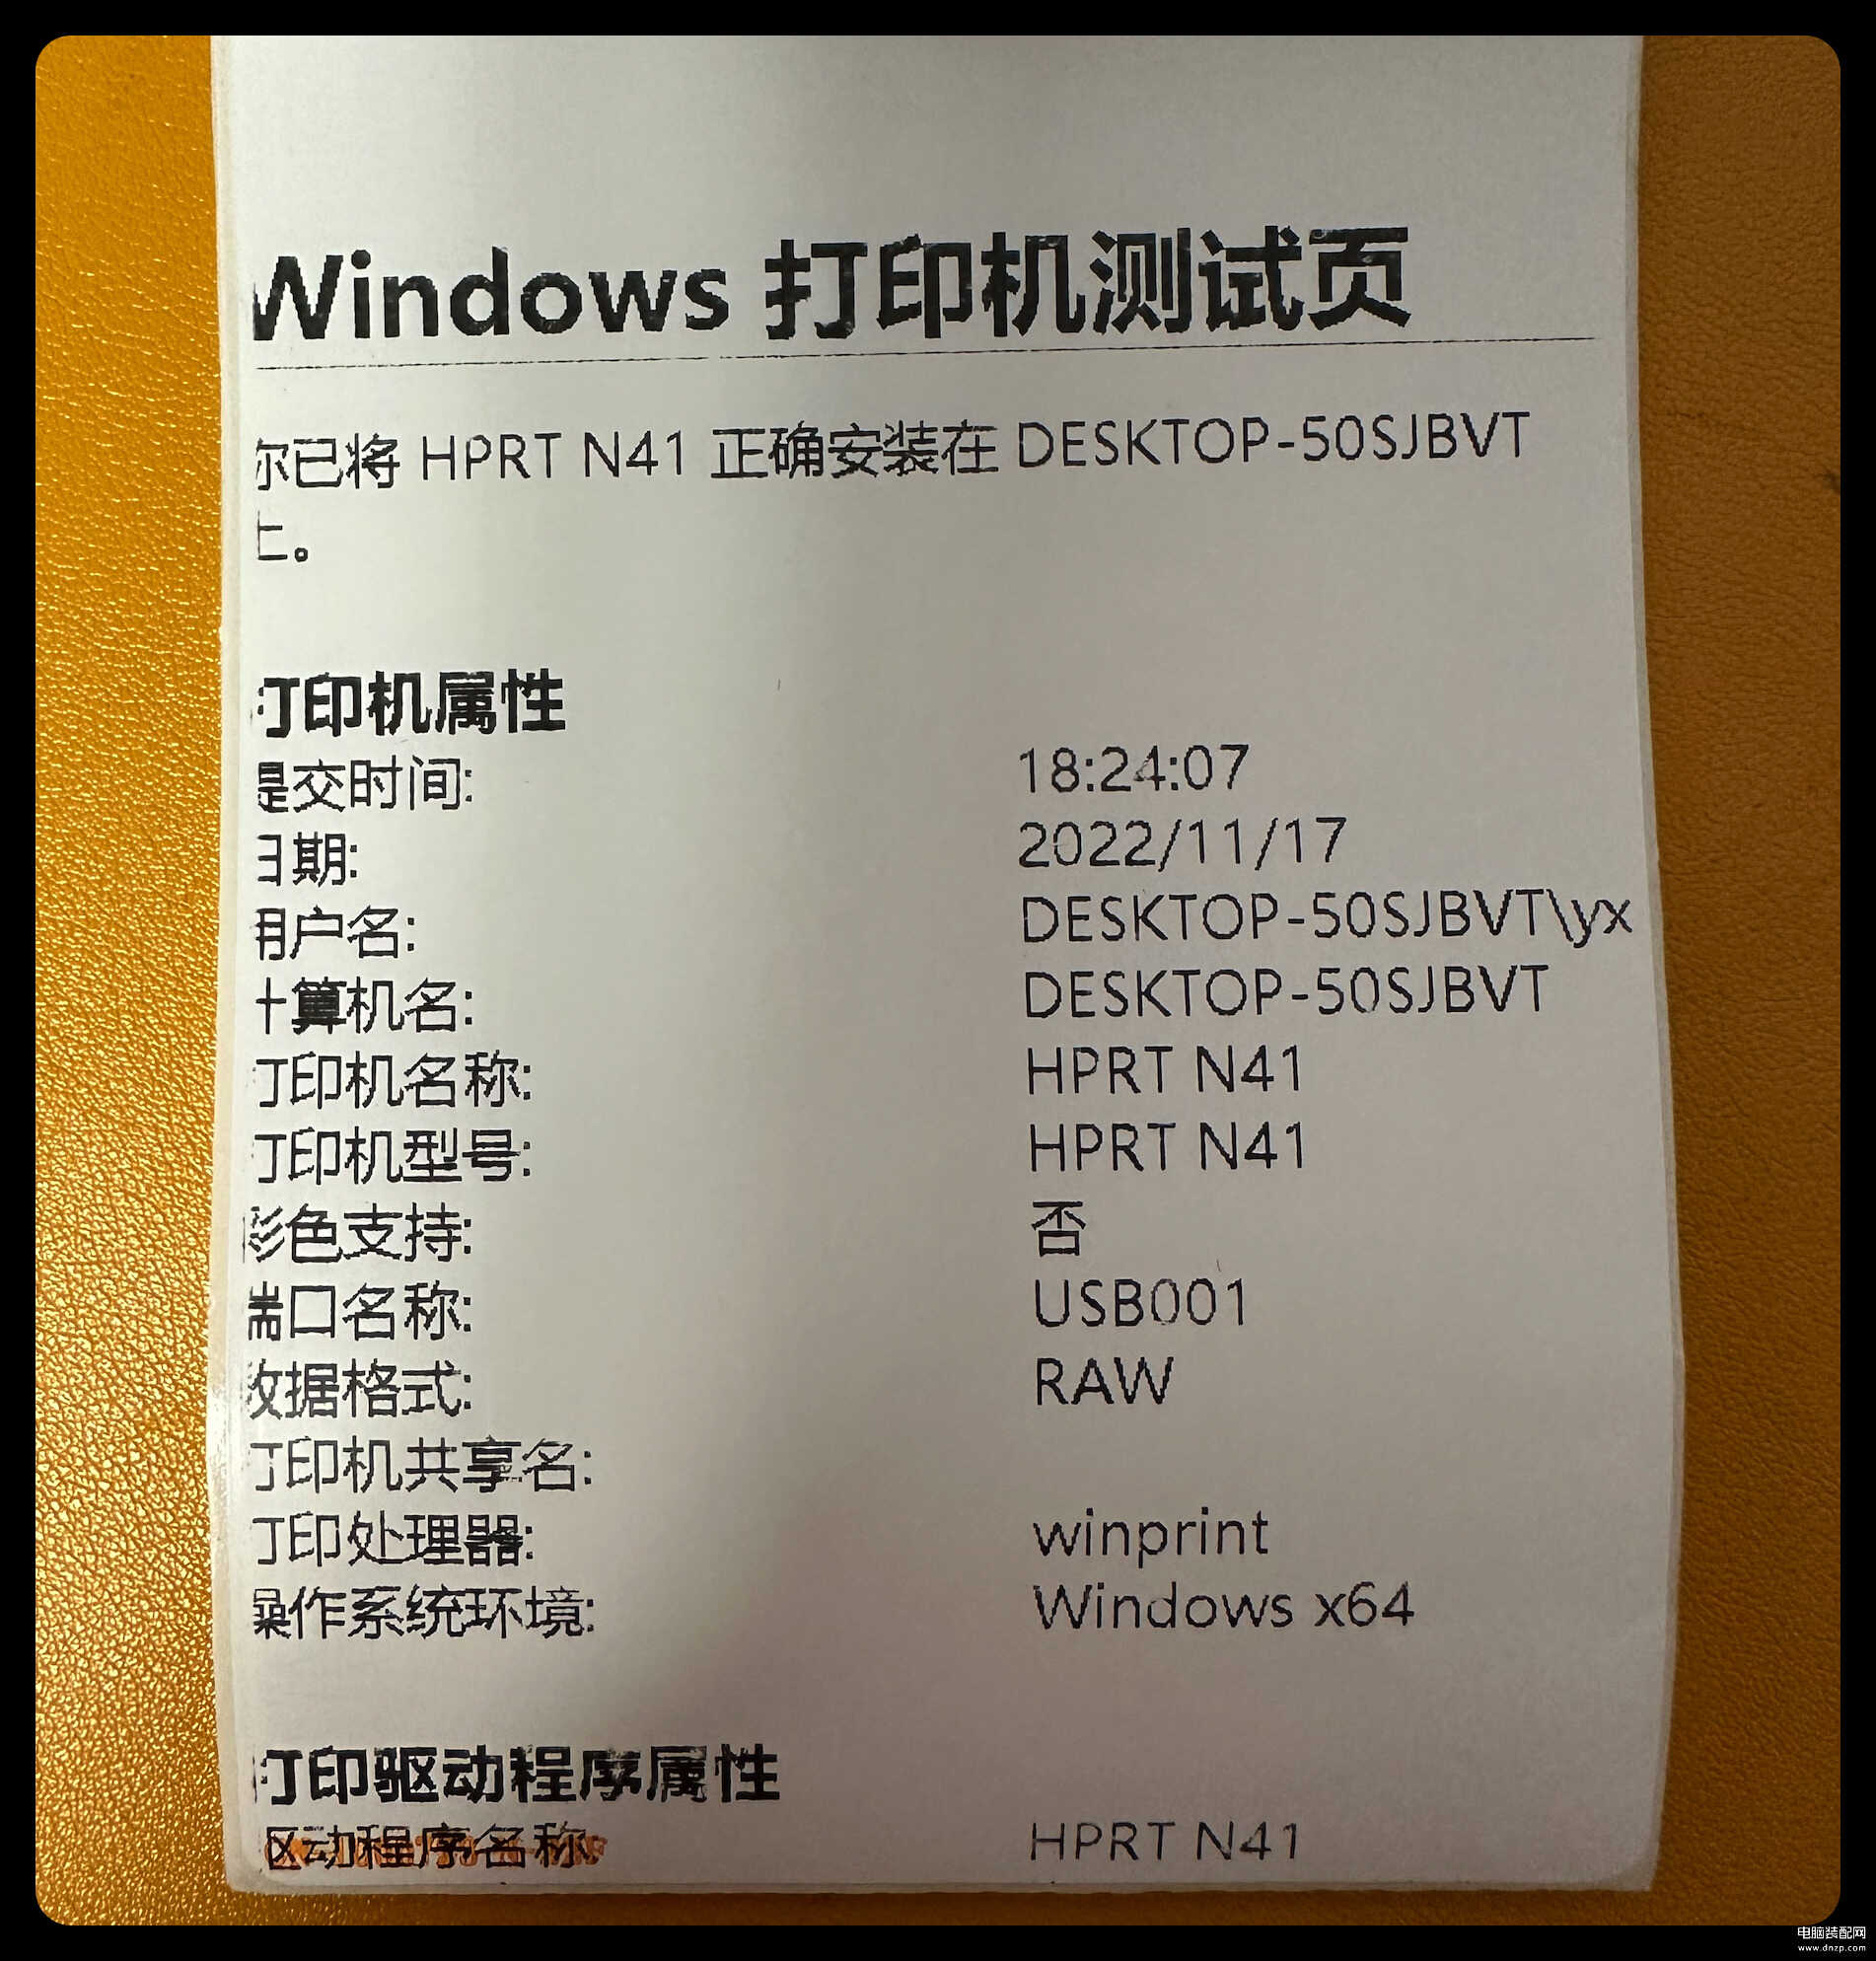 Windows 打印机测试页
你已将 HPRT N41 正确安装在 DESKTOP-50SJBVT
上。
打印机属性
提交时间: 18:24:07
日期: 2022/11/17
用户名: DESKTOP-50SJBVT\yx
计算机名: DESKTOP-50SJBVT
打印机名称: HPRT N41
打印机型号: HPRT N41
彩色支持: 否
端口名称: USB001
数据格式: RAW
打印机共享名:
打印处理器: winprint
操作系统环境: Windows x64
打印驱动程序属性
驱动程序名称: HPRT N41
电脑装配网
www.dnzp.com